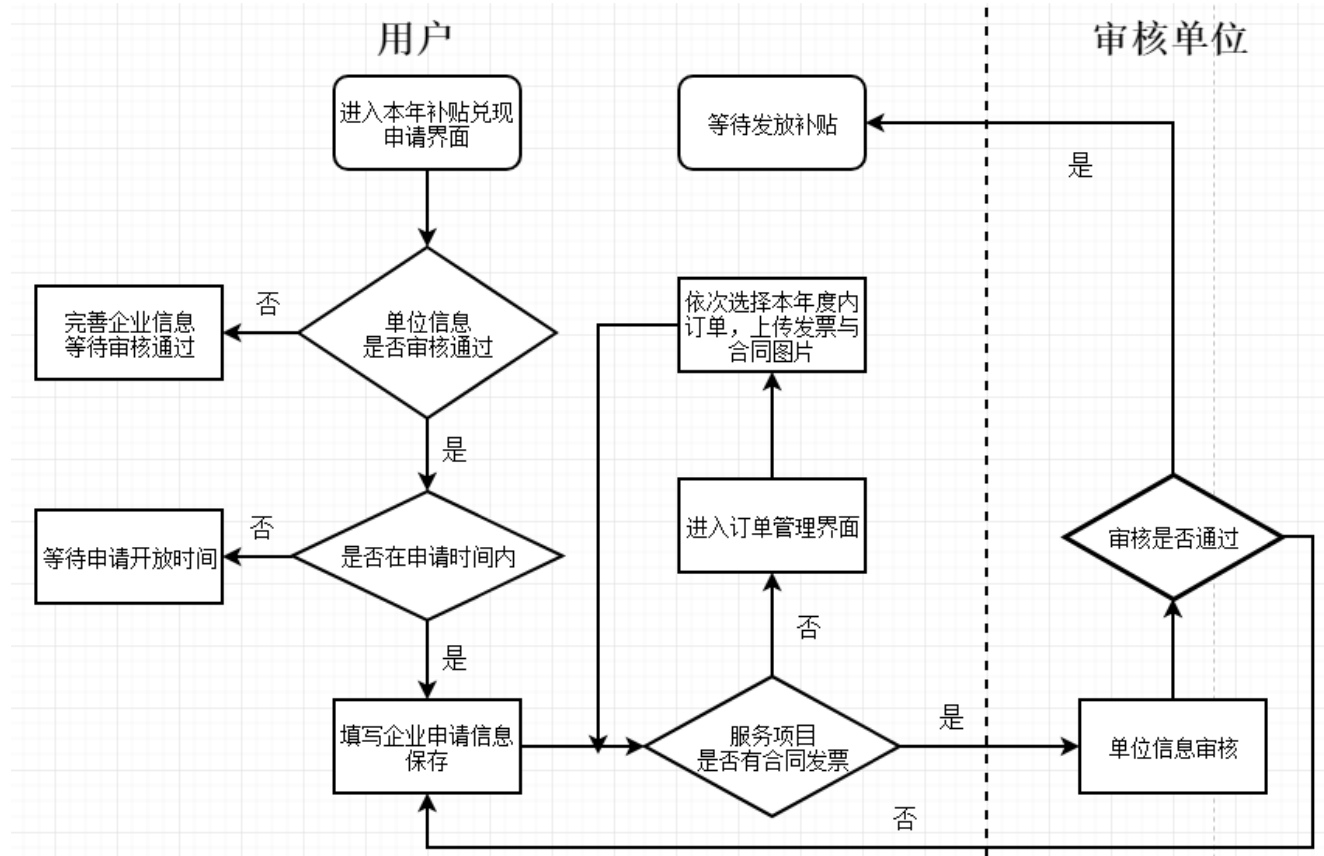 用户
审核单位
进入本年补贴兑现
申请界面
等待发放补贴
是
单位信息
是否审核通过
否
完善企业信息
等待审核通过
依次选择本年度内
订单，上传发票与
合同图片
是
是否在申请时间内
否
等待申请开放时间
进入订单管理界面
审核是否通过
否
是
填写企业申请信息
保存
服务项目
是否有合同发票
是
单位信息审核
否